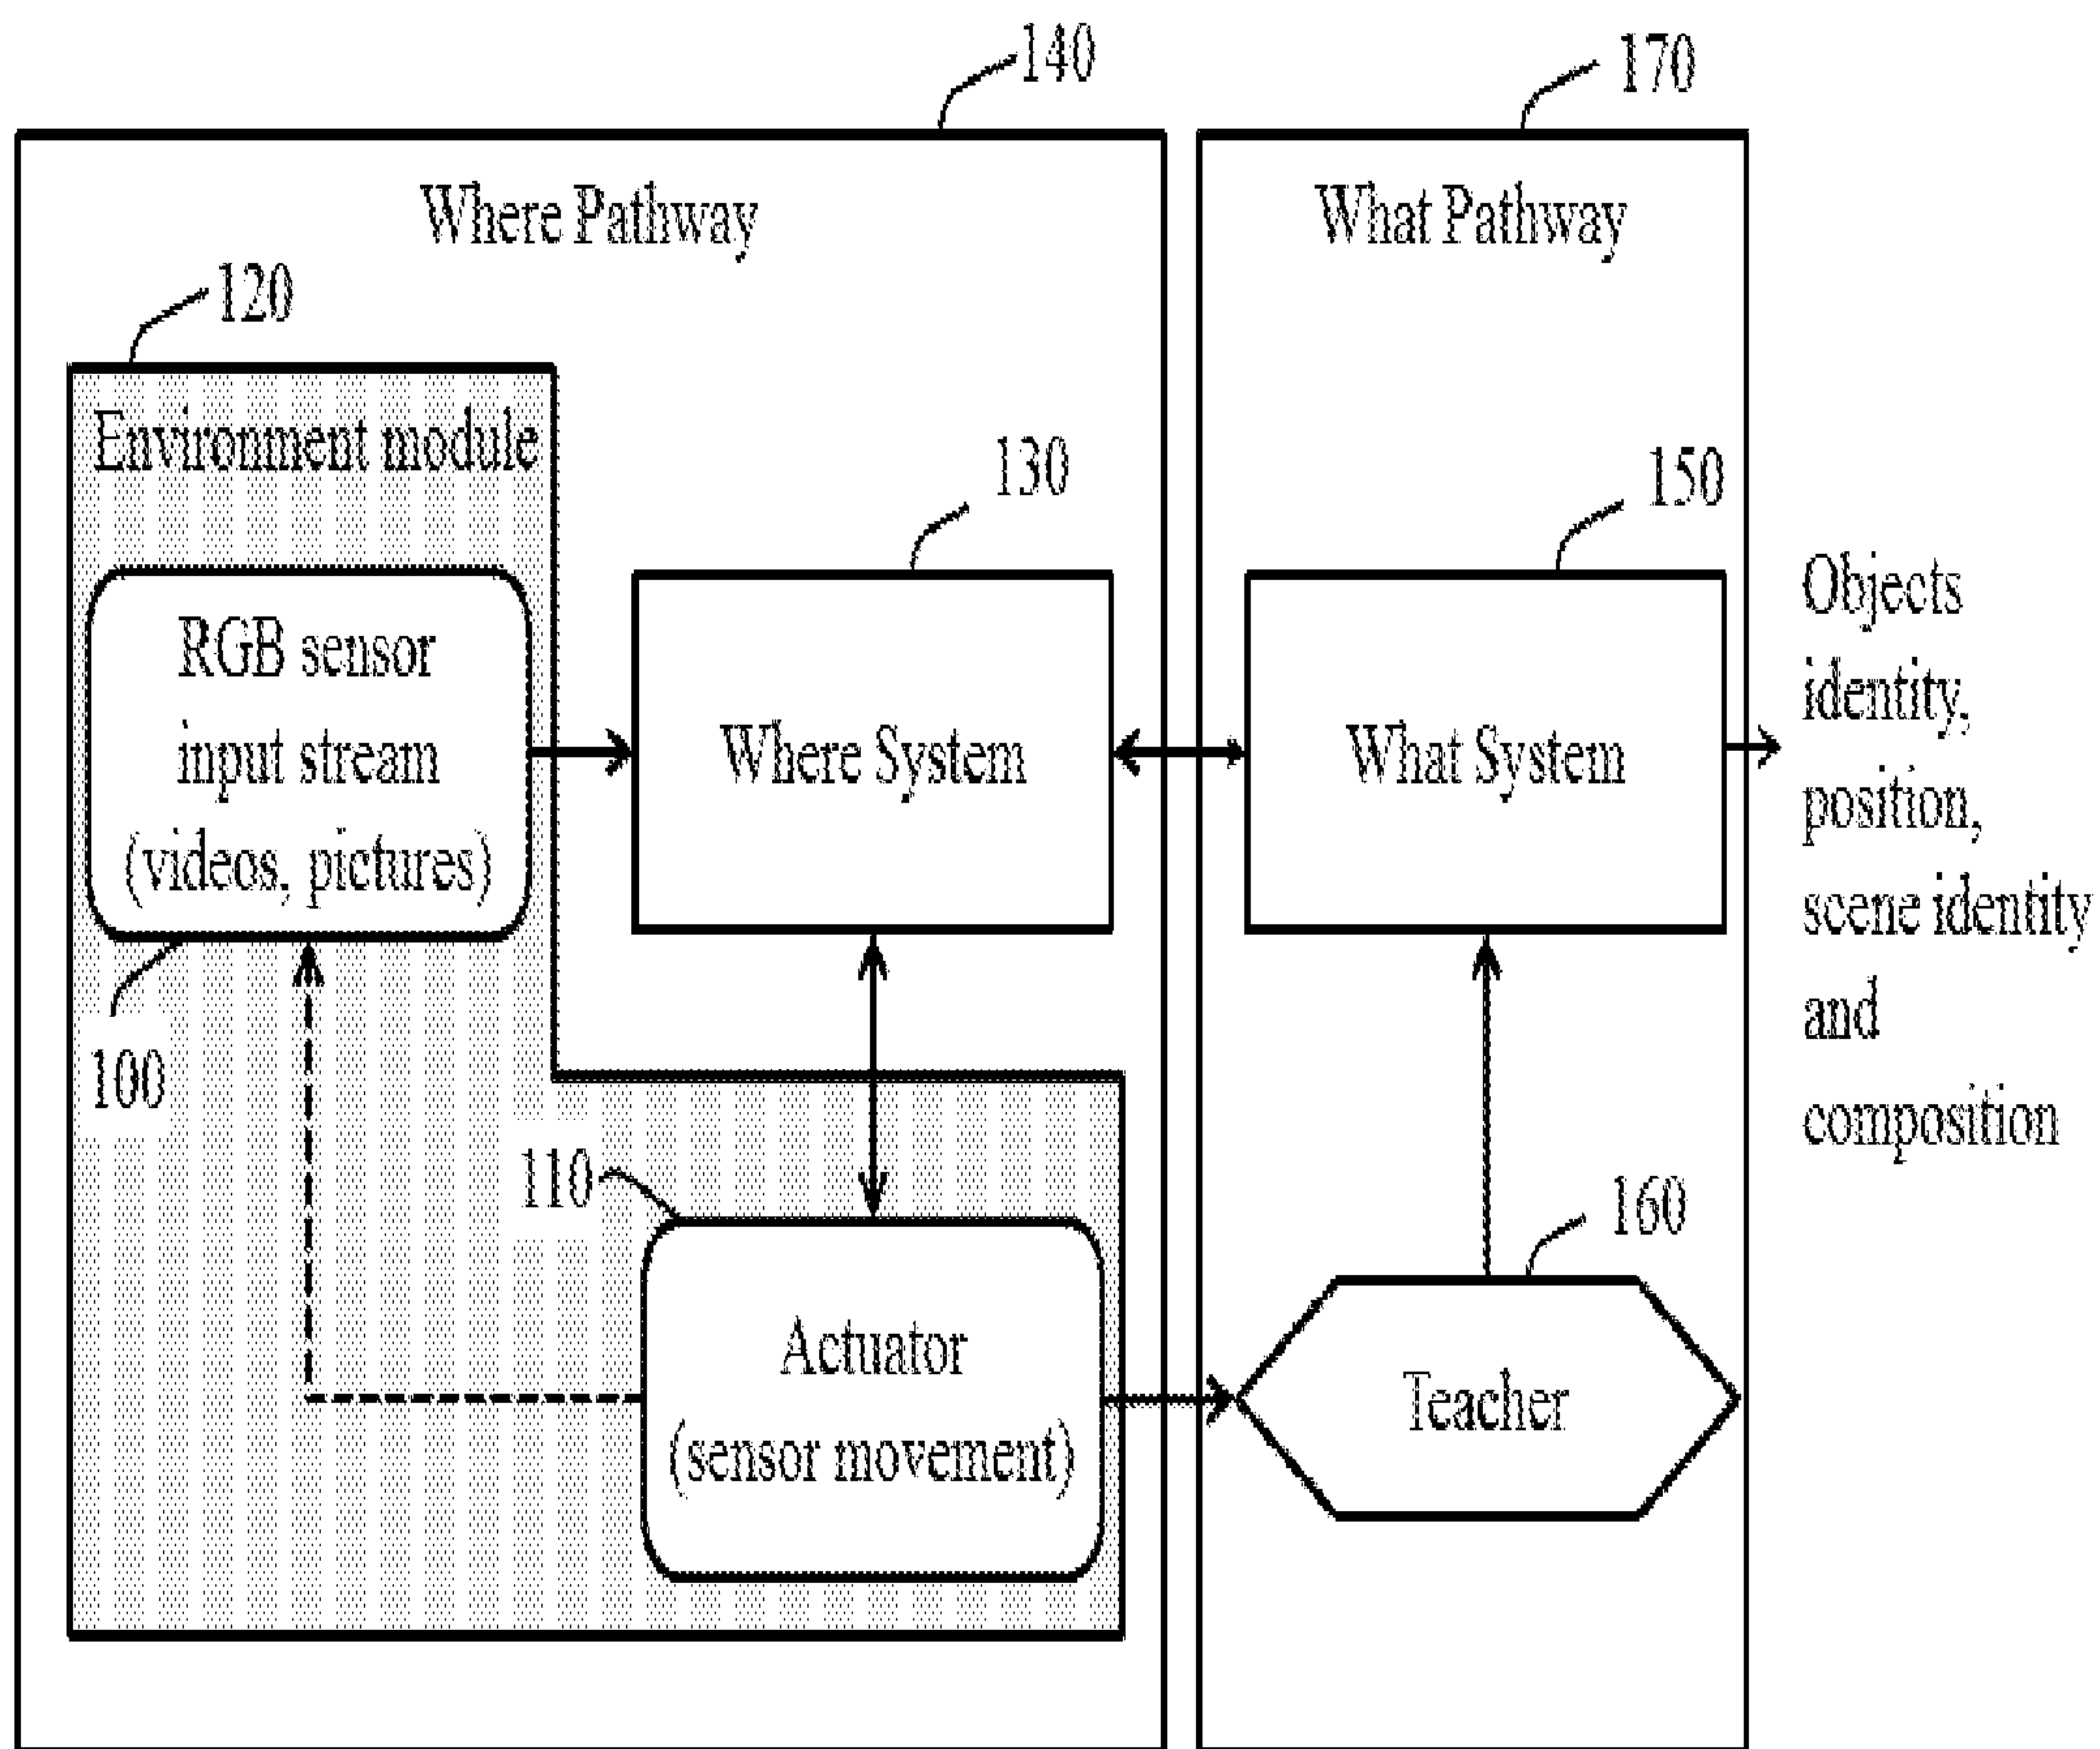 140
170
Where Pathway
What Pathway
120
Environment module
130
150
RGB sensor
input stream
(videos, pictures)
Where System
What System
Objects
identity,
position,
scene identity
and
composition
100
110
160
Actuator
(sensor movement)
Teacher